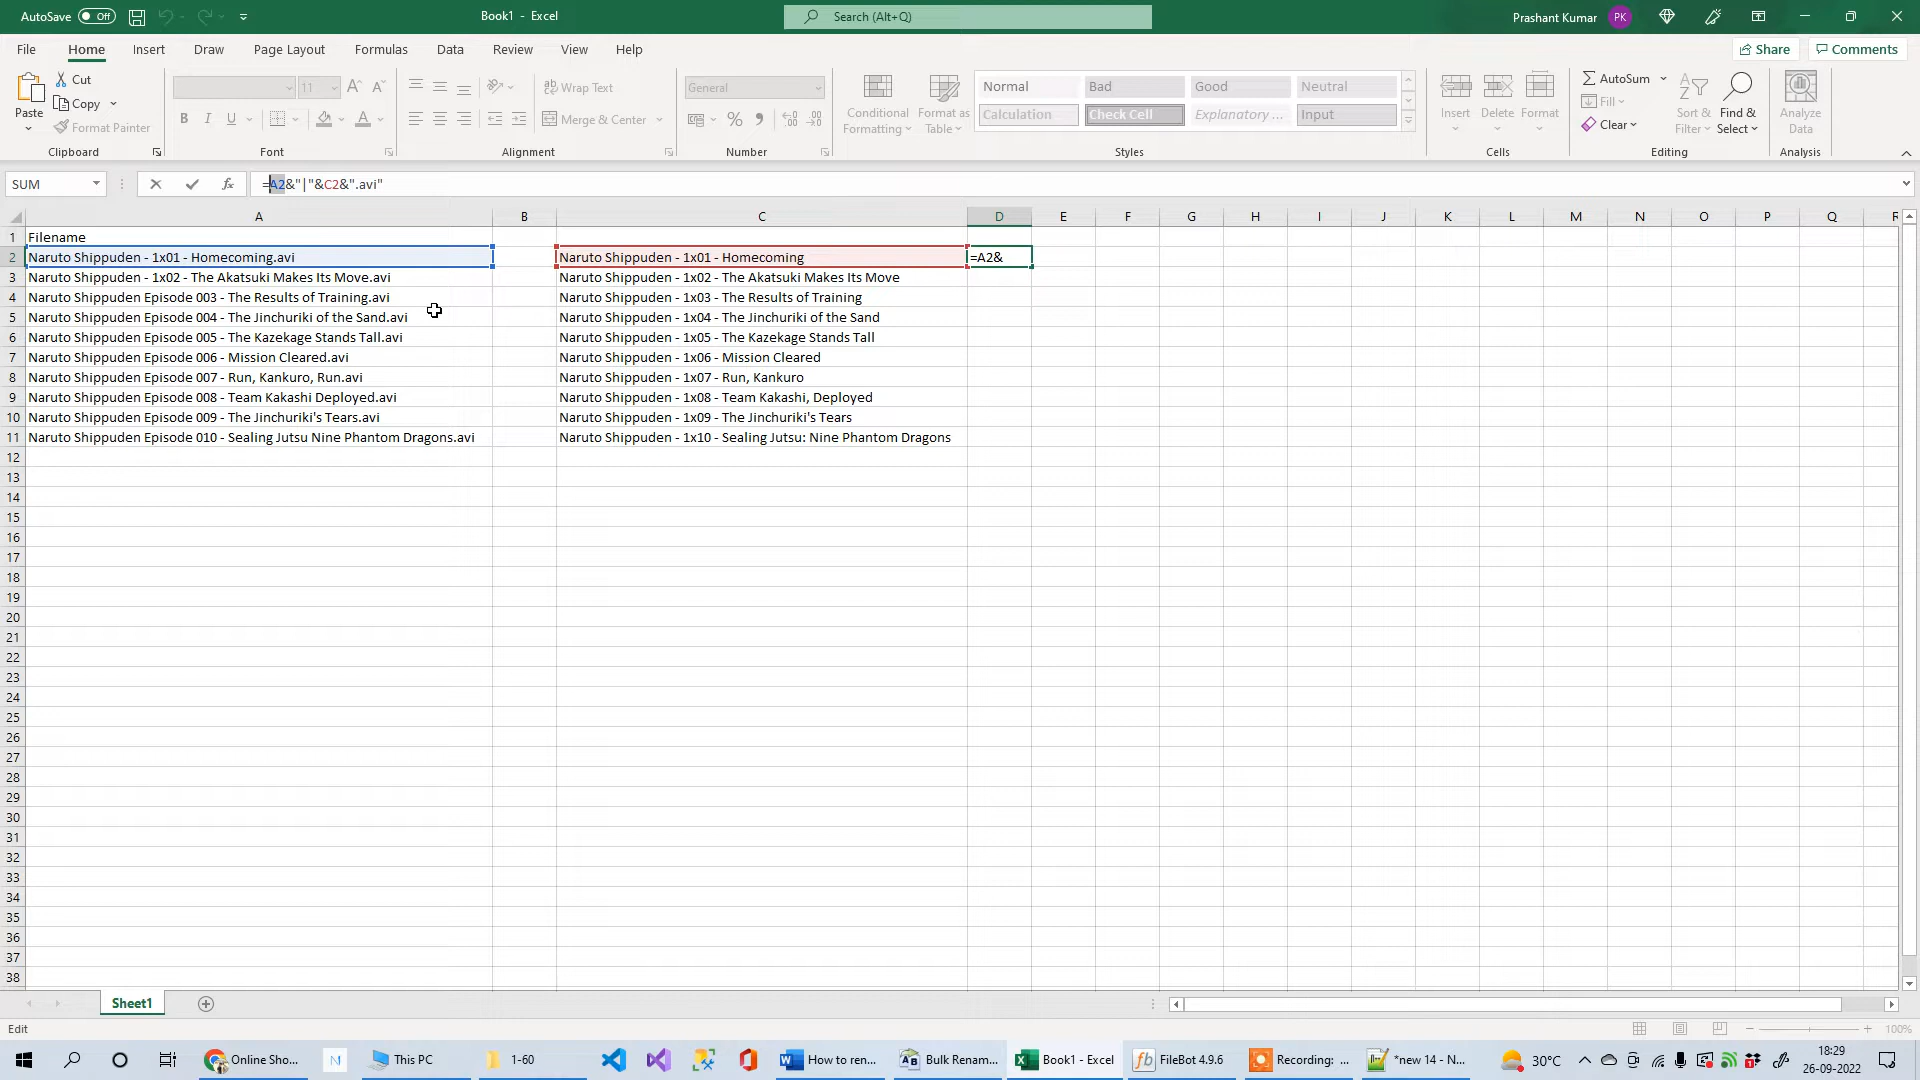 AutoSave Off Book1 - Excel Search (Alt+Q) Prashant Kumar PK
File Home Insert Draw Page Layout Formulas Data Review View Help Share Comments
Paste Cut Copy Format Painter
Clipboard
11
Font
Wrap Text
Merge & Center
Alignment
General
Number
Conditional Formatting Format as Table
Normal Bad Good Neutral
Calculation Check Cell Explanatory ... Input
Styles
Insert Delete Format
Cells
AutoSum
Fill
Clear
Sort & Filter Find & Select
Editing
Analyze Data
Analysis
SUM fx =A2&"|"&C2&".avi"
A B C D E F G H I J K L M N O P Q R
1 Filename
2 Naruto Shippuden - 1x01 - Homecoming.avi Naruto Shippuden - 1x01 - Homecoming =A2&
3 Naruto Shippuden - 1x02 - The Akatsuki Makes Its Move.avi Naruto Shippuden - 1x02 - The Akatsuki Makes Its Move
4 Naruto Shippuden Episode 003 - The Results of Training.avi Naruto Shippuden - 1x03 - The Results of Training
5 Naruto Shippuden Episode 004 - The Jinchuriki of the Sand.avi Naruto Shippuden - 1x04 - The Jinchuriki of the Sand
6 Naruto Shippuden Episode 005 - The Kazekage Stands Tall.avi Naruto Shippuden - 1x05 - The Kazekage Stands Tall
7 Naruto Shippuden Episode 006 - Mission Cleared.avi Naruto Shippuden - 1x06 - Mission Cleared
8 Naruto Shippuden Episode 007 - Run, Kankuro, Run.avi Naruto Shippuden - 1x07 - Run, Kankuro
9 Naruto Shippuden Episode 008 - Team Kakashi Deployed.avi Naruto Shippuden - 1x08 - Team Kakashi, Deployed
10 Naruto Shippuden Episode 009 - The Jinchuriki's Tears.avi Naruto Shippuden - 1x09 - The Jinchuriki's Tears
11 Naruto Shippuden Episode 010 - Sealing Jutsu Nine Phantom Dragons.avi Naruto Shippuden - 1x10 - Sealing Jutsu: Nine Phantom Dragons
12
13
14
15
16
17
18
19
20
21
22
23
24
25
26
27
28
29
30
31
32
33
34
35
36
37
38
Sheet1
Edit 100%
Online Sho... N This PC 1-60 How to ren... Bulk Renam... Book1 - Excel FileBot 4.9.6 Recording: ... *new 14 - N... 30°C 18:29
26-09-2022